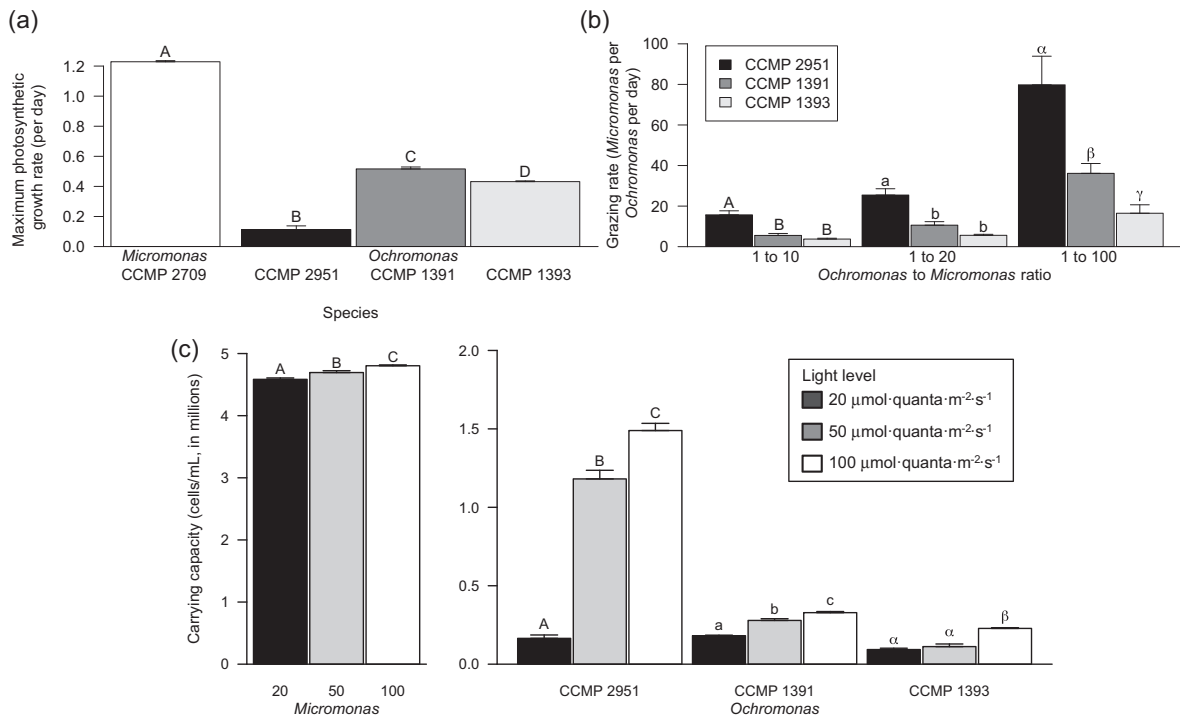 (a)
Maximum photosynthetic
growth rate (per day)
1.2
1.0
0.8
0.6
0.4
0.2
0.0
A
B
C
D
Micromonas
CCMP 2709
CCMP 2951
Ochromonas
CCMP 1391
CCMP 1393
Species
(b)
Grazing rate (Micromonas per
Ochromonas per day)
100
80
60
40
20
0
CCMP 2951
CCMP 1391
CCMP 1393
A
B
B
a
b
b
α
β
γ
1 to 10
1 to 20
1 to 100
Ochromonas to Micromonas ratio
(c)
Carrying capacity (cells/mL, in millions)
5
4
3
2
1
0
A
B
C
20
50
100
Micromonas
2.0
1.5
1.0
0.5
0.0
A
B
C
a
b
c
α
α
β
CCMP 2951
CCMP 1391
CCMP 1393
Ochromonas
Light level
20 μmol·quanta·m⁻²·s⁻¹
50 μmol·quanta·m⁻²·s⁻¹
100 μmol·quanta·m⁻²·s⁻¹